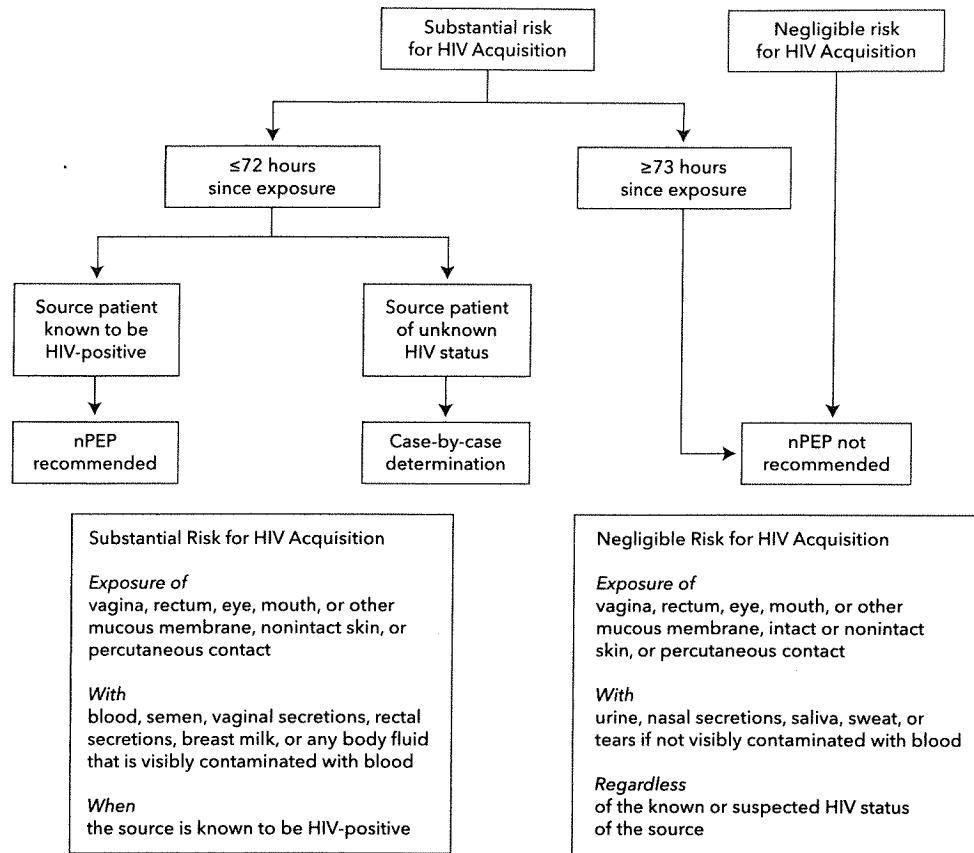 Substantial risk
for HIV Acquisition
Negligible risk
for HIV Acquisition
≤72 hours
since exposure
≥73 hours
since exposure
Source patient
known to be
HIV-positive
Source patient
of unknown
HIV status
nPEP
recommended
Case-by-case
determination
nPEP not
recommended
Substantial Risk for HIV Acquisition
Exposure of
vagina, rectum, eye, mouth, or other
mucous membrane, nonintact skin, or
percutaneous contact
With
blood, semen, vaginal secretions, rectal
secretions, breast milk, or any body fluid
that is visibly contaminated with blood
When
the source is known to be HIV-positive
Negligible Risk for HIV Acquisition
Exposure of
vagina, rectum, eye, mouth, or other
mucous membrane, intact or nonintact
skin, or percutaneous contact
With
urine, nasal secretions, saliva, sweat, or
tears if not visibly contaminated with blood
Regardless
of the known or suspected HIV status
of the source